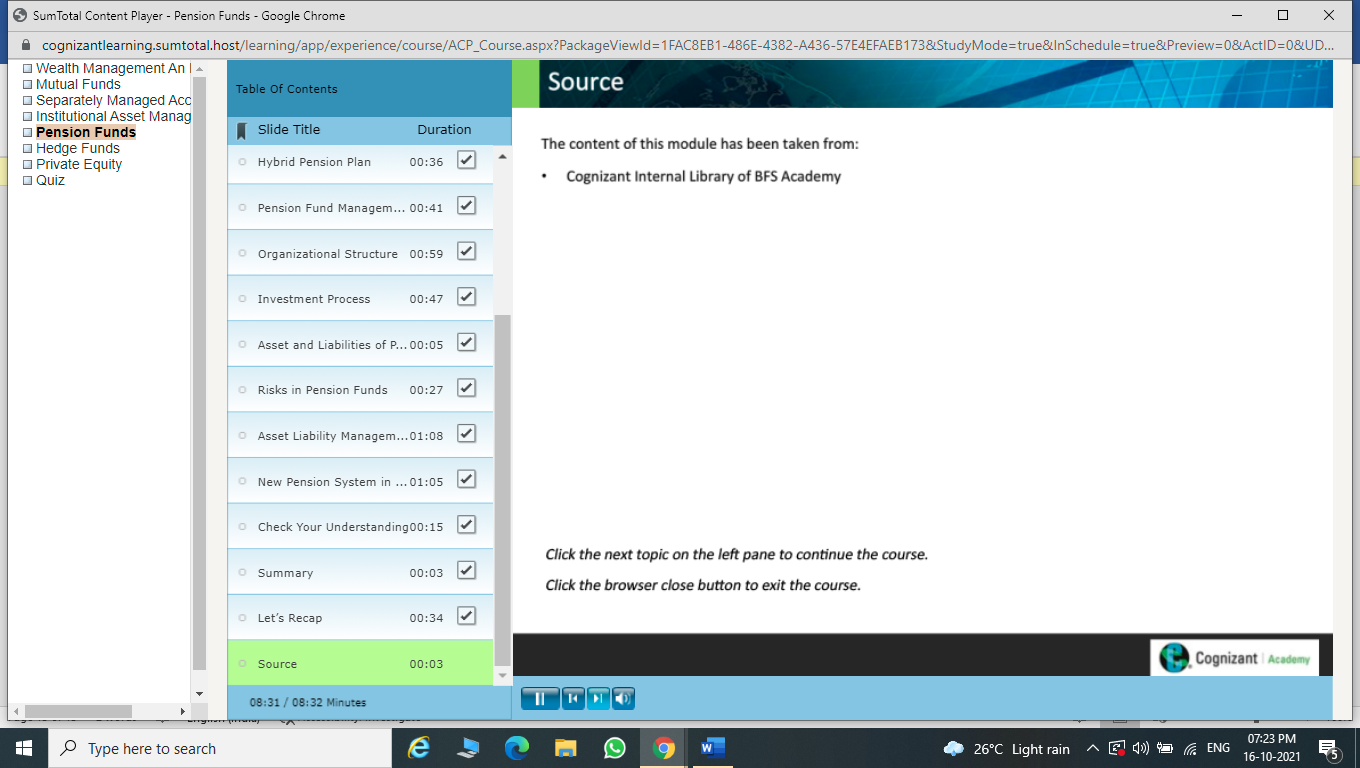 SumTotal Content Player - Pension Funds - Google Chrome
cognizantlearning.sumtotal.host/learning/app/experience/course/ACP_Course.aspx?PackageViewId=1FAC8EB1-486E-4382-A436-57E4EFAEB173&StudyMode=true&InSchedule=true&Preview=0&ActID=0&UD...
Wealth Management An I
Mutual Funds
Separately Managed Acc
Institutional Asset Manag
Pension Funds
Hedge Funds
Private Equity
Quiz
Table Of Contents
Slide Title Duration
Hybrid Pension Plan 00:36
Pension Fund Managem... 00:41
Organizational Structure 00:59
Investment Process 00:47
Asset and Liabilities of P... 00:05
Risks in Pension Funds 00:27
Asset Liability Managem... 01:08
New Pension System in ... 01:05
Check Your Understanding 00:15
Summary 00:03
Let's Recap 00:34
Source 00:03
08:31 / 08:32 Minutes
Source
The content of this module has been taken from:
• Cognizant Internal Library of BFS Academy
Click the next topic on the left pane to continue the course.
Click the browser close button to exit the course.
Cognizant | Academy
Type here to search
26°C Light rain
ENG
07:23 PM
16-10-2021
5